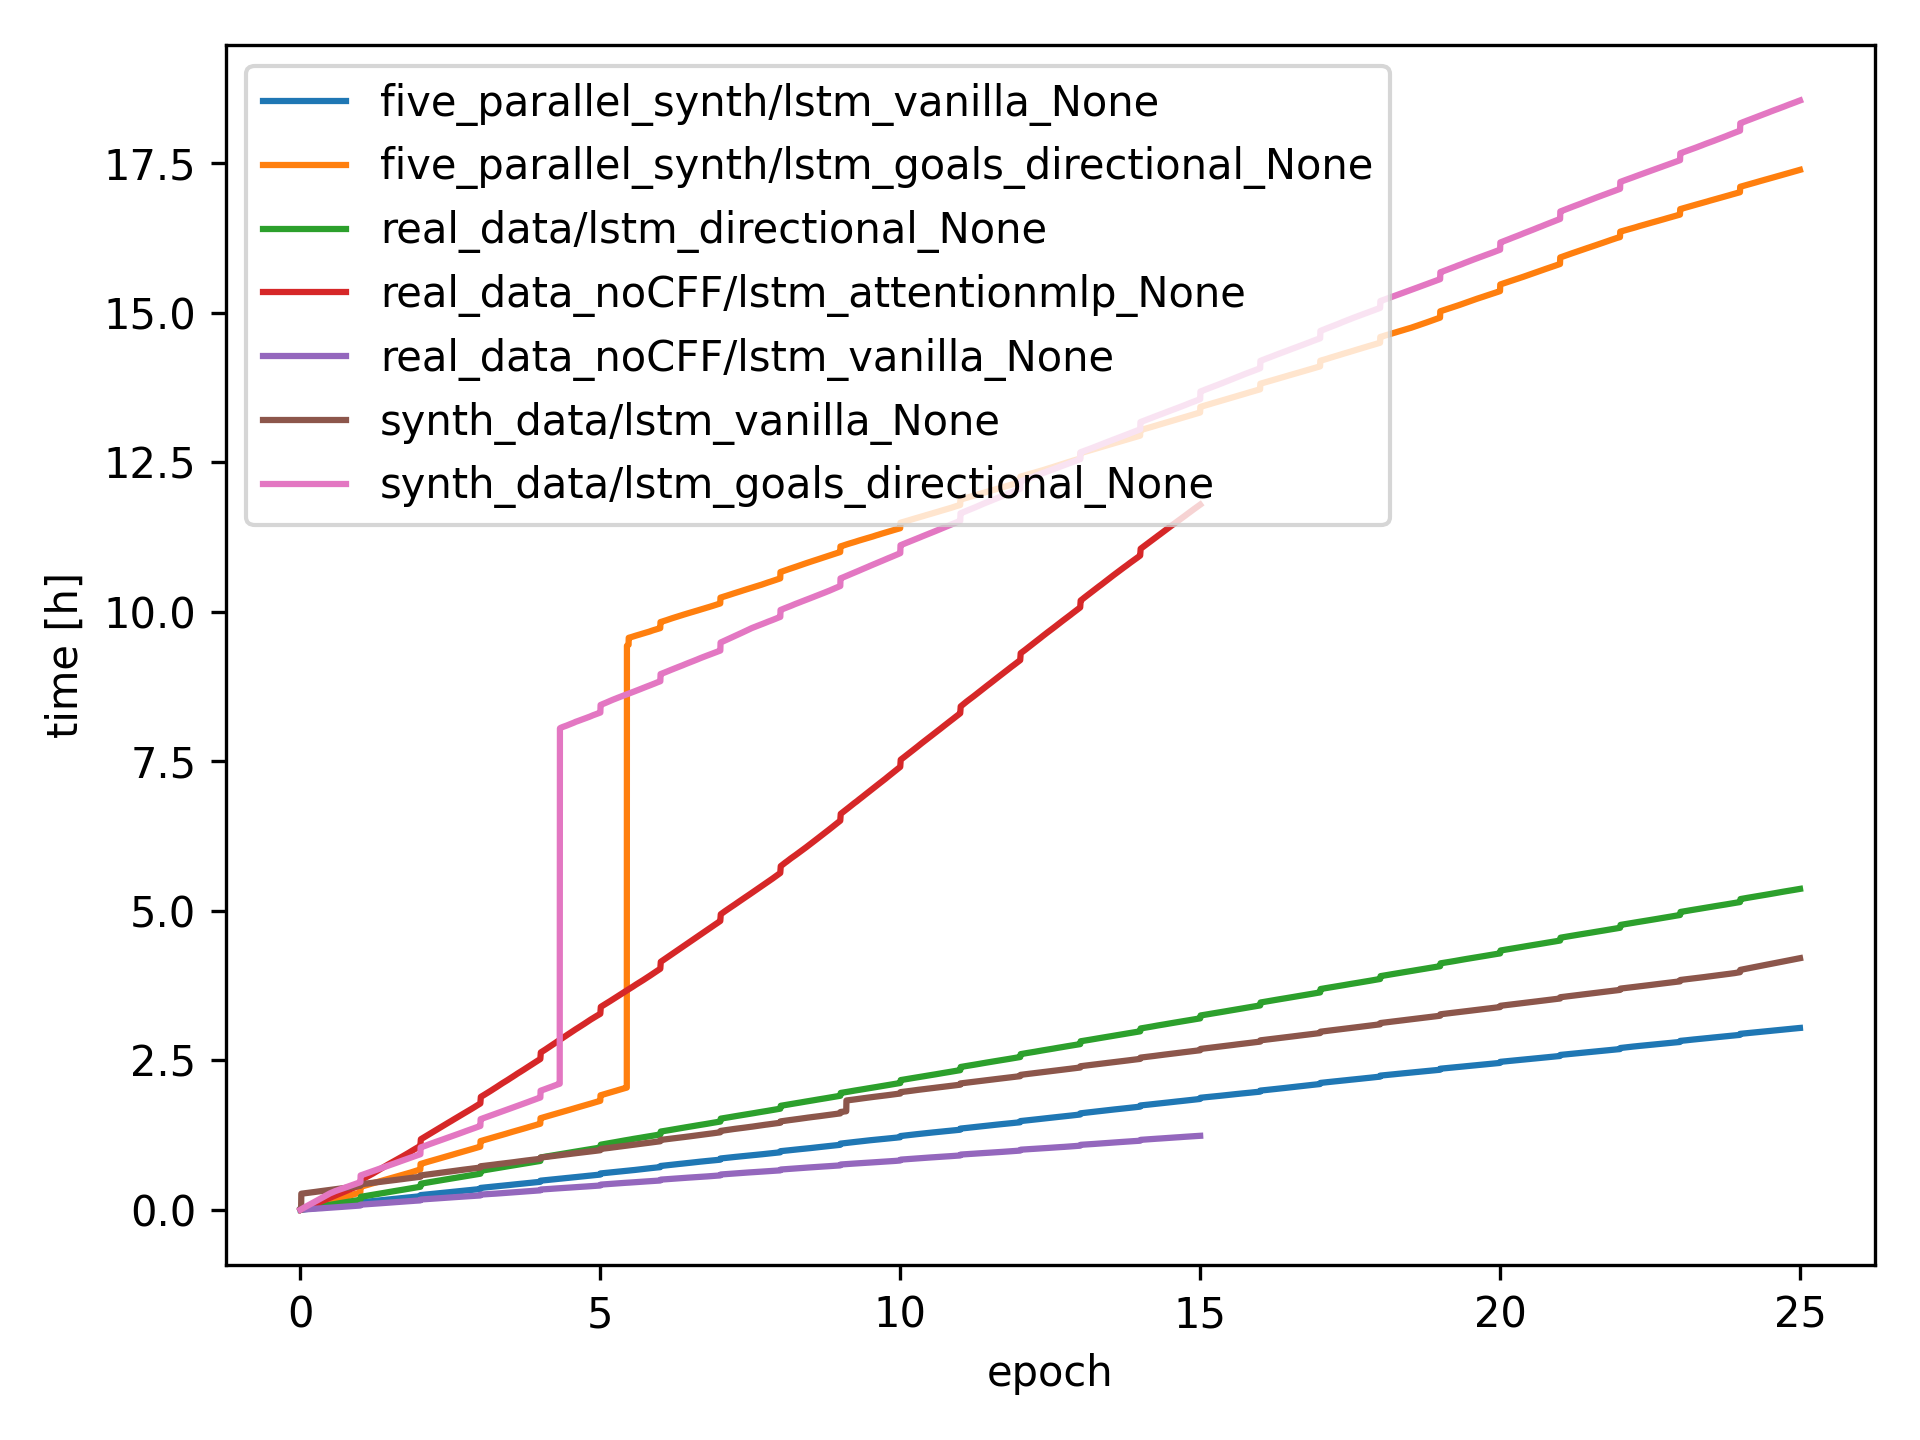 five_parallel_synth/lstm_vanilla_None
five_parallel_synth/lstm_goals_directional_None
real_data/lstm_directional_None
real_data_noCFF/lstm_attentionmlp_None
real_data_noCFF/lstm_vanilla_None
synth_data/lstm_vanilla_None
synth_data/lstm_goals_directional_None
17.5
15.0
12.5
10.0
7.5
5.0
2.5
0.0
time [h]
0 5 10 15 20 25
epoch